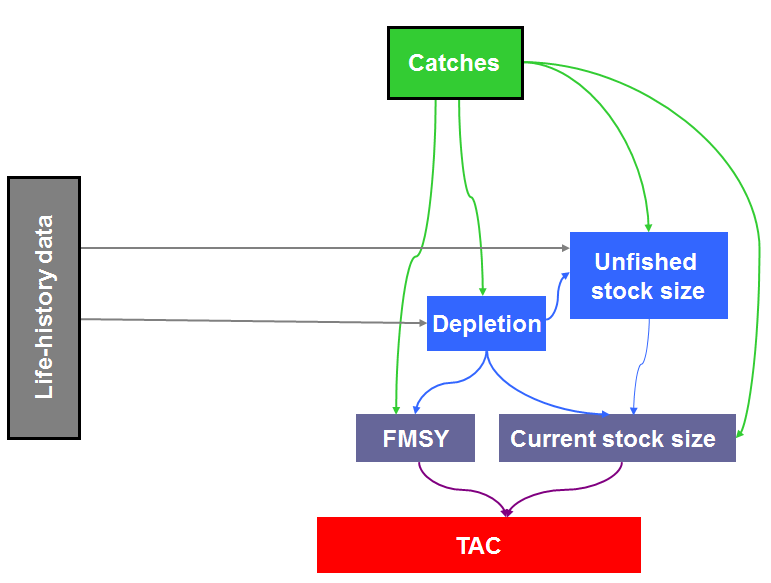 Catches
Life-history data
Unfished
stock size
Depletion
FMSY
Current stock size
TAC